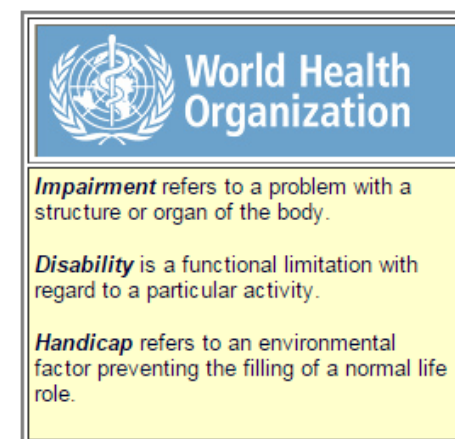 World Health
Organization
Impairment refers to a problem with a
structure or organ of the body.
Disability is a functional limitation with
regard to a particular activity.
Handicap refers to an environmental
factor preventing the filling of a normal life
role.